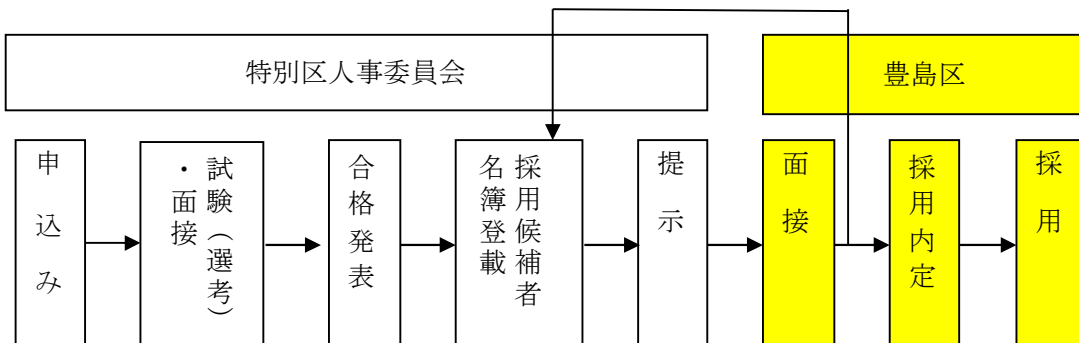 特別区人事委員会
豊島区
申込み
試験（選考）
・面接
合格発表
採用候補者
名簿登載
提示
面接
採用内定
採用